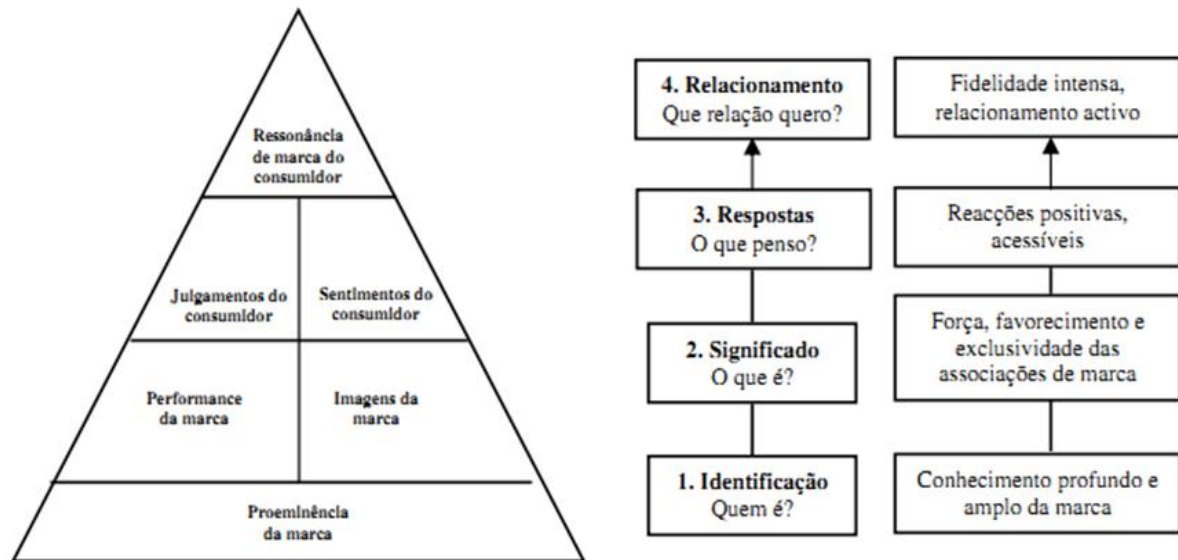 Ressonância
de marca do
consumidor
Julgamentos do
consumidor
Sentimentos do
consumidor
Performance
da marca
Imagens da
marca
Proeminência
da marca
4. Relacionamento
Que relação quero?
3. Respostas
O que penso?
2. Significado
O que é?
1. Identificação
Quem é?
Fidelidade intensa,
relacionamento activo
Reacções positivas,
acessíveis
Força, favorecimento e
exclusividade das
associações de marca
Conhecimento profundo e
amplo da marca